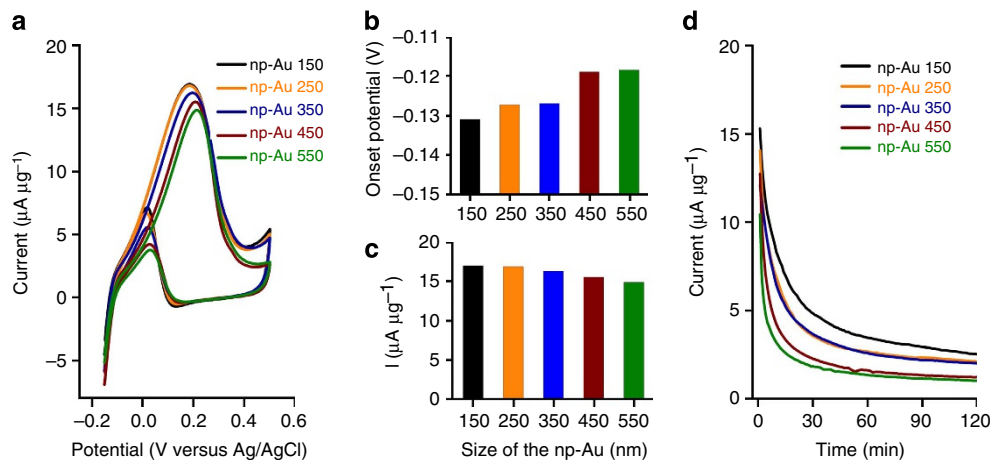 a
20
15
10
5
0
−5
Current (μA μg⁻¹)
np-Au 150
np-Au 250
np-Au 350
np-Au 450
np-Au 550
−0.2 0.0 0.2 0.4 0.6
Potential (V versus Ag/AgCl)
b
−0.11
−0.12
−0.13
−0.14
−0.15
Onset potential (V)
150 250 350 450 550
c
20
15
10
5
0
I (μA μg⁻¹)
150 250 350 450 550
Size of the np-Au (nm)
d
20
15
10
5
0
Current (μA μg⁻¹)
np-Au 150
np-Au 250
np-Au 350
np-Au 450
np-Au 550
0 30 60 90 120
Time (min)